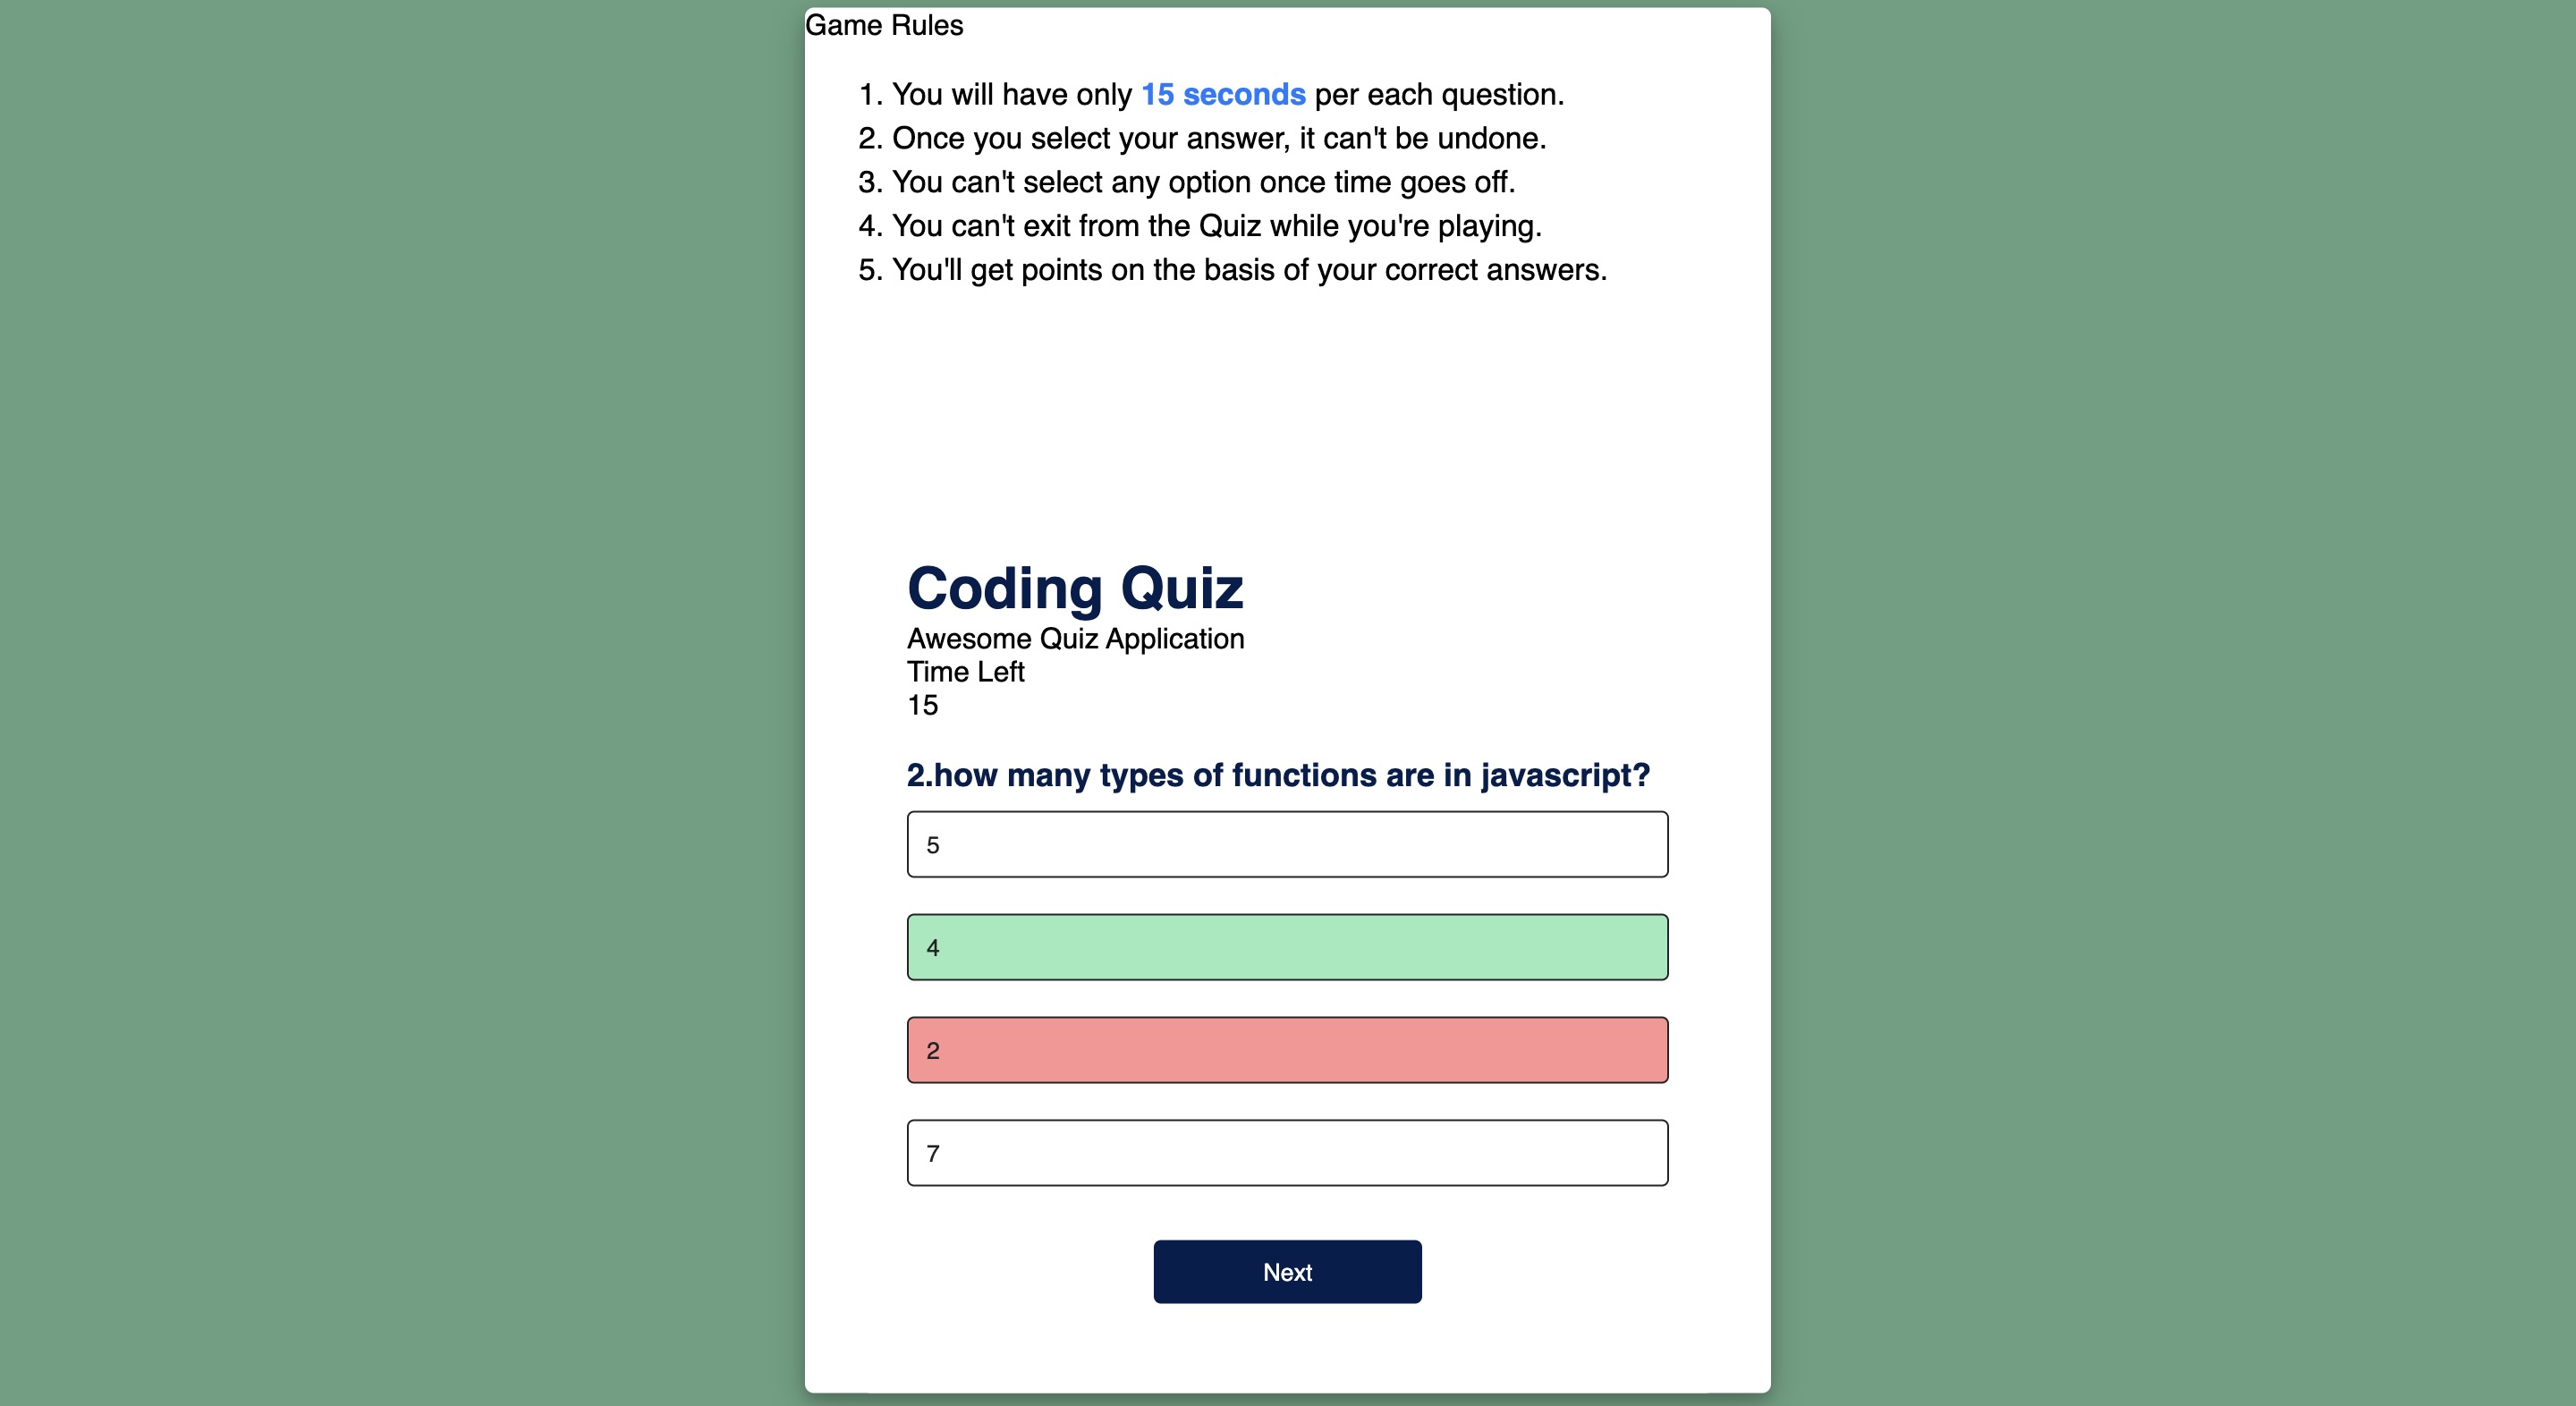 Game Rules
1. You will have only 15 seconds per each question.
2. Once you select your answer, it can't be undone.
3. You can't select any option once time goes off.
4. You can't exit from the Quiz while you're playing.
5. You'll get points on the basis of your correct answers.
Coding Quiz
Awesome Quiz Application
Time Left
15
2.how many types of functions are in javascript?
5
4
2
7
Next